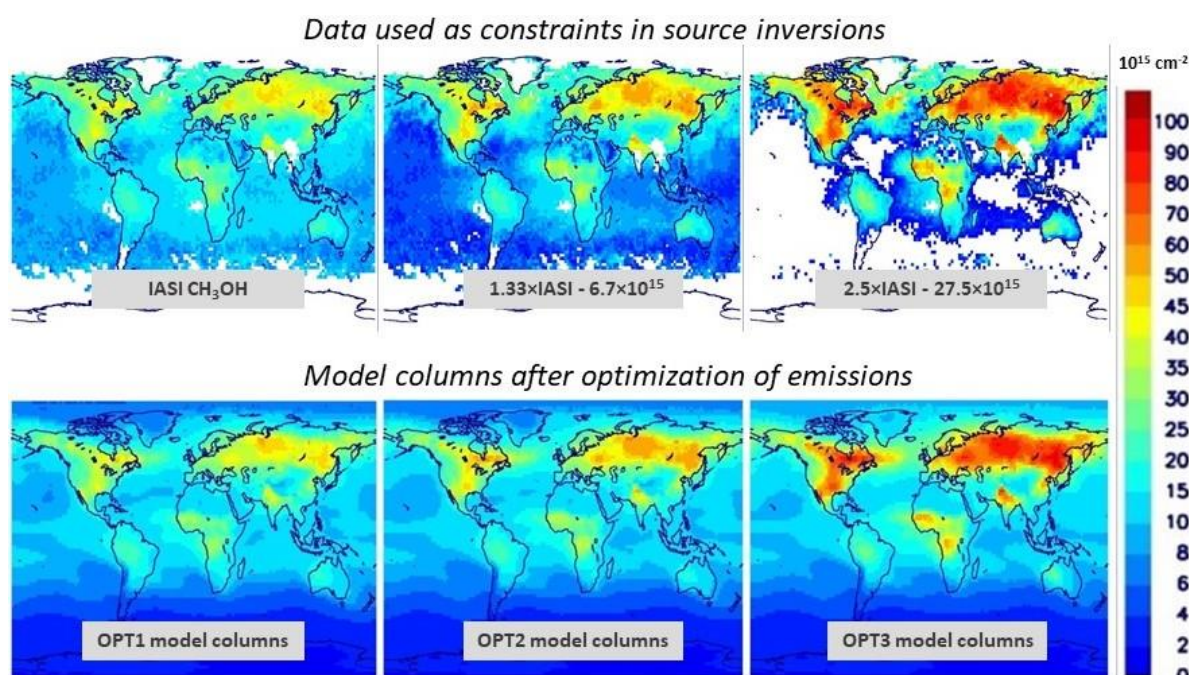 Data used as constraints in source inversions
10¹⁵ cm⁻²
IASI CH₃OH
1.33×IASI - 6.7×10¹⁵
2.5×IASI - 27.5×10¹⁵
Model columns after optimization of emissions
OPT1 model columns
OPT2 model columns
OPT3 model columns
100
90
80
70
60
50
45
40
35
30
25
20
15
10
8
6
4
2
0